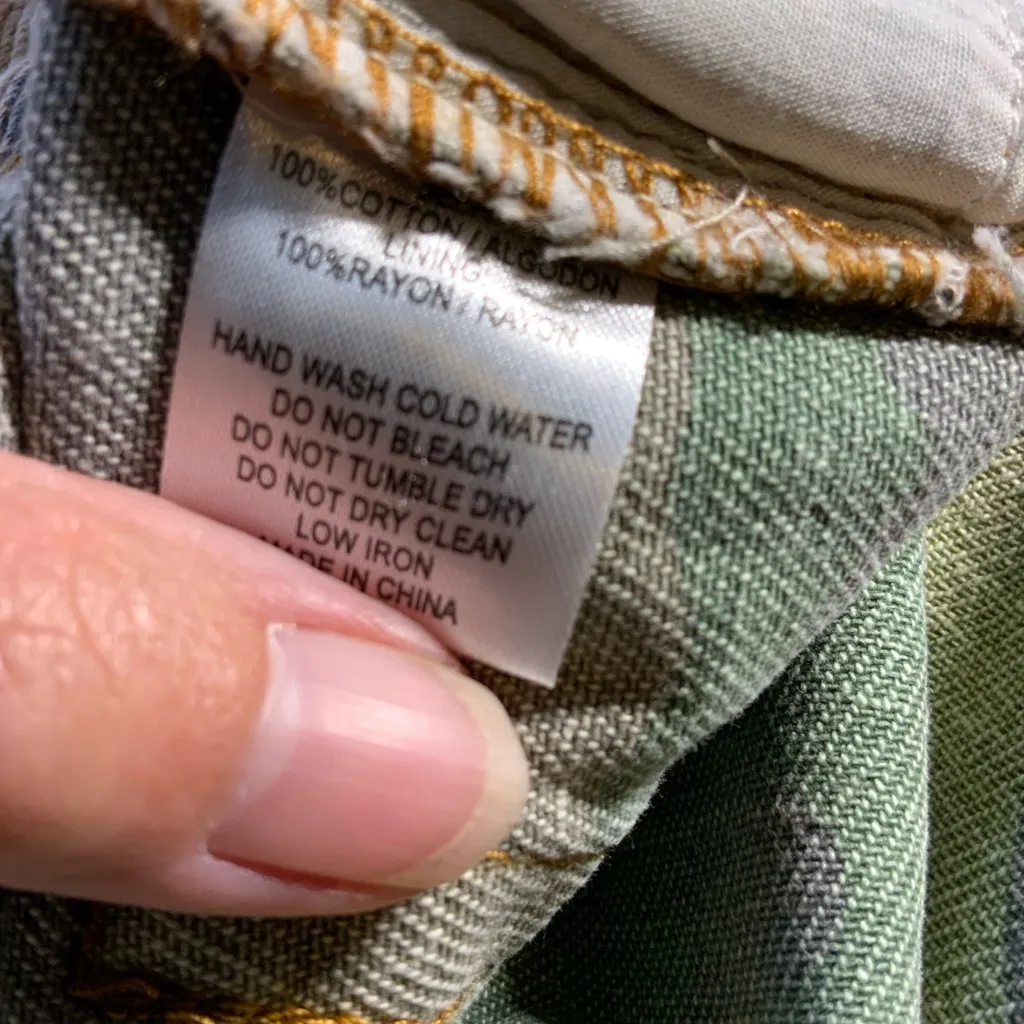 100%COTTON / ALGODON
LINING
100%RAYON / RAYON
HAND WASH COLD WATER
DO NOT BLEACH
DO NOT TUMBLE DRY
DO NOT DRY CLEAN
LOW IRON
MADE IN CHINA